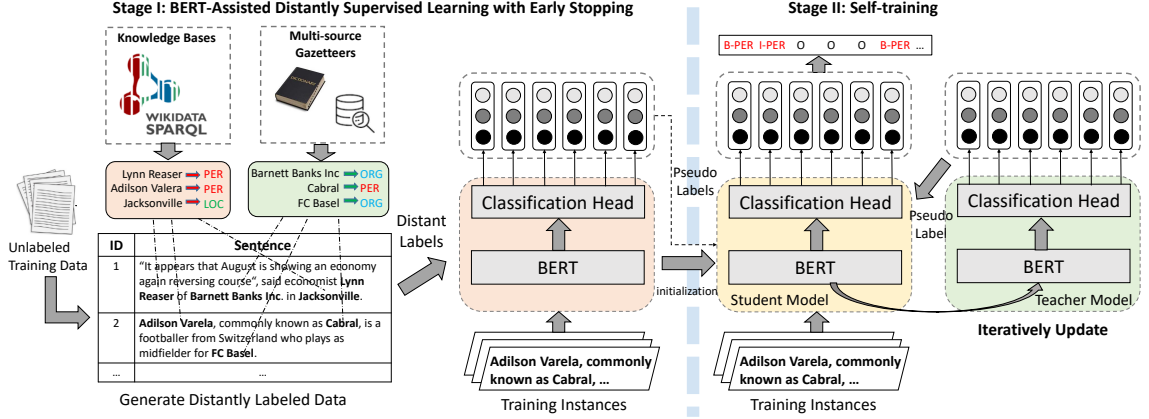 Stage I: BERT-Assisted Distantly Supervised Learning with Early Stopping
Knowledge Bases
WIKIDATA
SPARQL
Multi-source
Gazetteers
DICTIONARY
Lynn Reaser PER
Adilson Valera PER
Jacksonville LOC
Barnett Banks Inc ORG
Cabral PER
FC Basel ORG
Unlabeled
Training Data
ID Sentence
1 “It appears that August is showing an economy
again reversing course”, said economist Lynn
Reaser of Barnett Banks Inc. in Jacksonville.
2 Adilson Varela, commonly known as Cabral, is a
footballer from Switzerland who plays as
midfielder for FC Basel.
... ...
Generate Distantly Labeled Data
Distant
Labels
Classification Head
BERT
Adilson Varela, commonly
known as Cabral, ...
Training Instances
Stage II: Self-training
B-PER I-PER O O O B-PER ...
Pseudo
Labels
initialization
Classification Head
BERT
Student Model
Adilson Varela, commonly
known as Cabral, ...
Training Instances
Pseudo
Label
Classification Head
BERT
Teacher Model
Iteratively Update